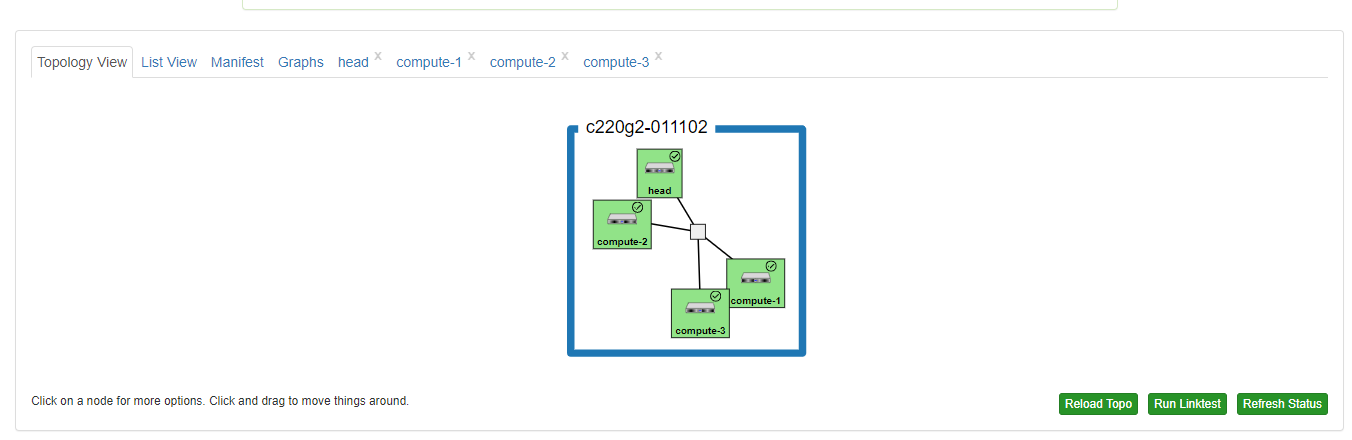 Topology View List View Manifest Graphs head x compute-1 x compute-2 x compute-3 x
c220g2-011102
head
compute-2
compute-1
compute-3
Click on a node for more options. Click and drag to move things around.
Reload Topo Run Linktest Refresh Status